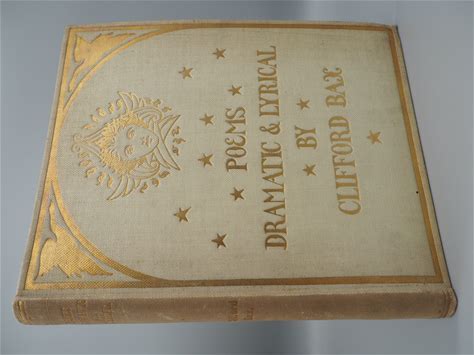 POEMS
DRAMATIC & LYRICAL
BY
CLIFFORD BAX